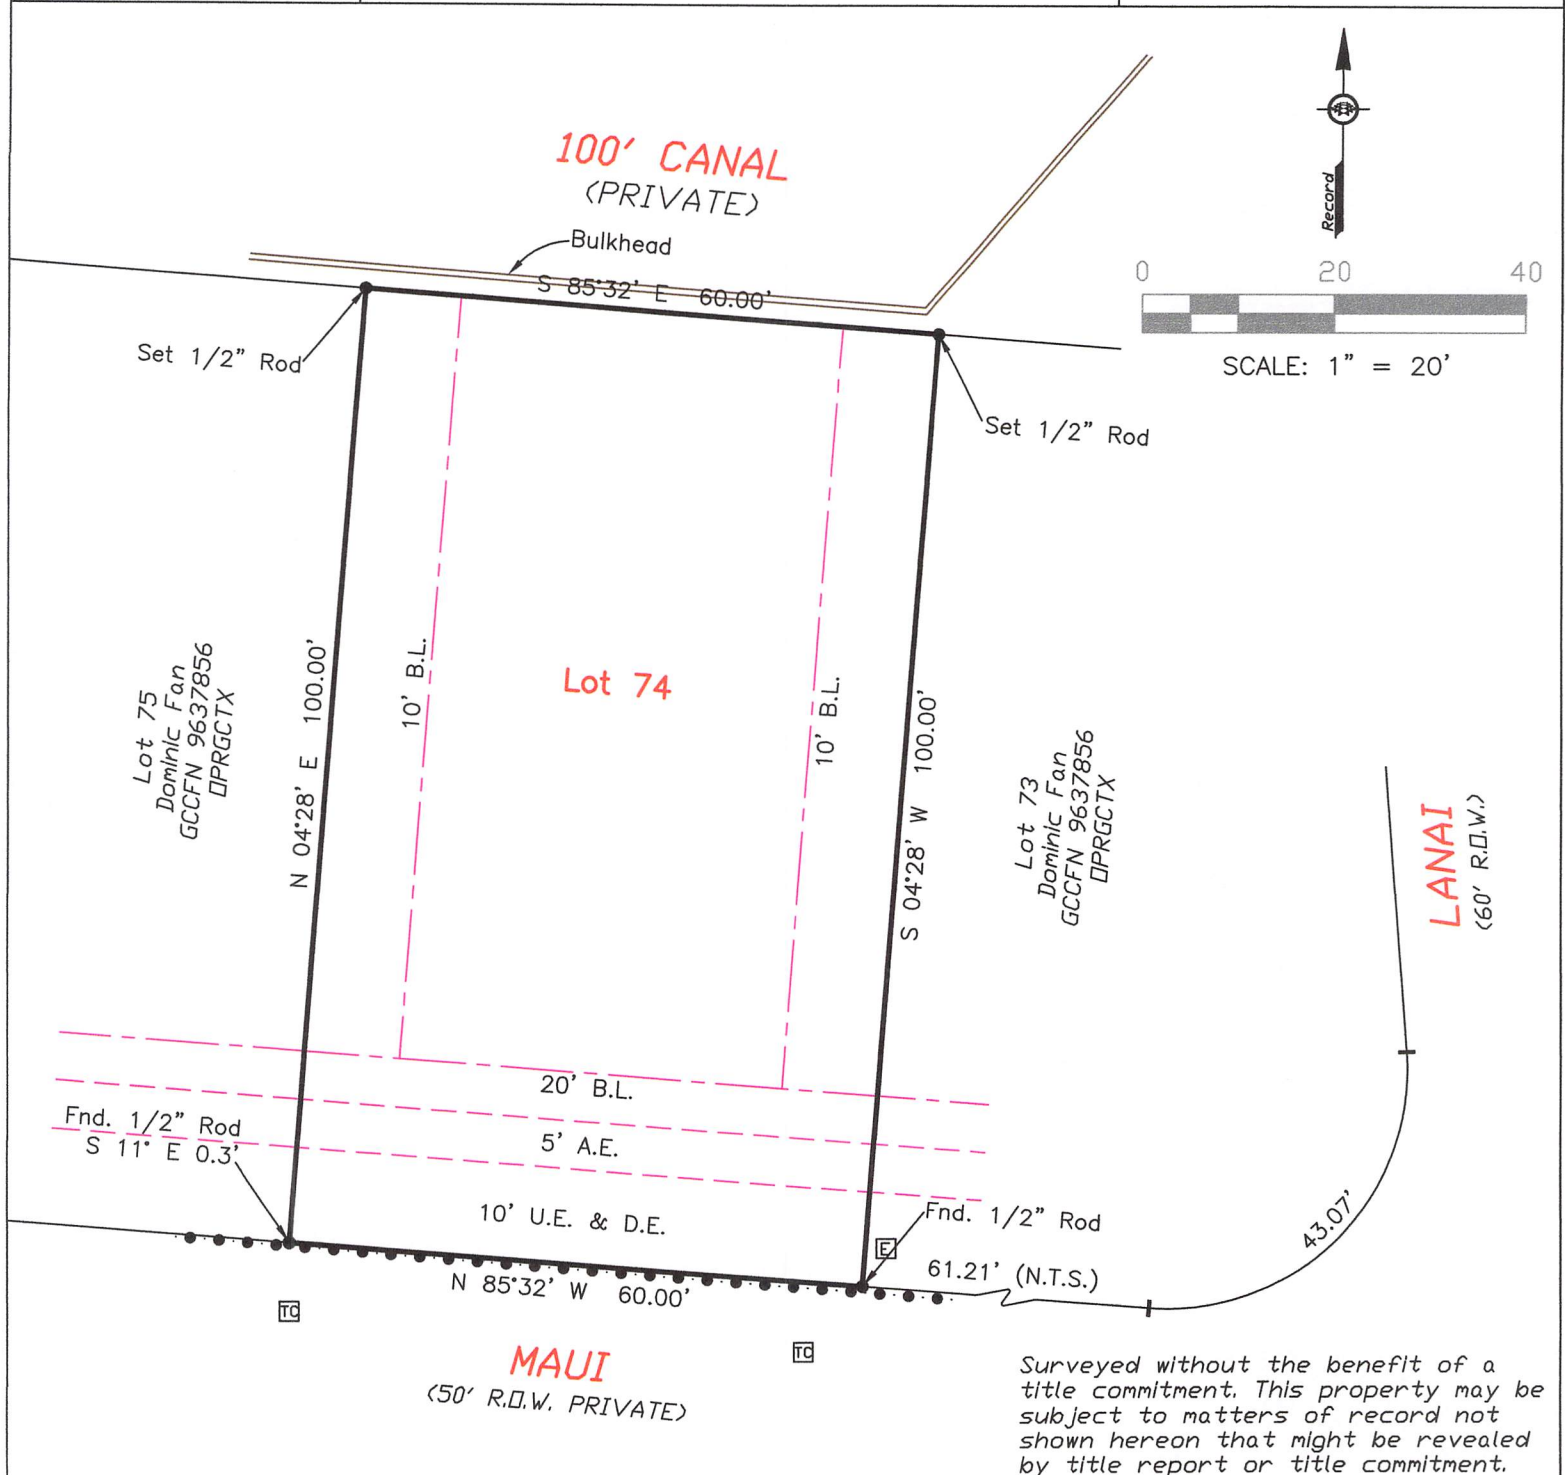 100' CANAL
(PRIVATE)
Bulkhead
S 85°32' E 60.00'
Record
0 20 40
SCALE: 1" = 20'
Set 1/2" Rod
Set 1/2" Rod
Lot 74
10' B.L.
10' B.L.
N 04°28' E 100.00'
S 04°28' W 100.00'
Lot 75
Dominic Fan
GCCFN 9637856
OPRGCTX
Lot 73
Dominic Fan
GCCFN 9637856
OPRGCTX
LANAI
(60' R.O.W.)
20' B.L.
5' A.E.
10' U.E. & D.E.
Fnd. 1/2" Rod
S 11° E 0.3'
Fnd. 1/2" Rod
E
61.21' (N.T.S.)
43.07'
N 85°32' W 60.00'
TC
TC
MAUI
(50' R.O.W. PRIVATE)
Surveyed without the benefit of a
title commitment. This property may be
subject to matters of record not
shown hereon that might be revealed
by title report or title commitment.